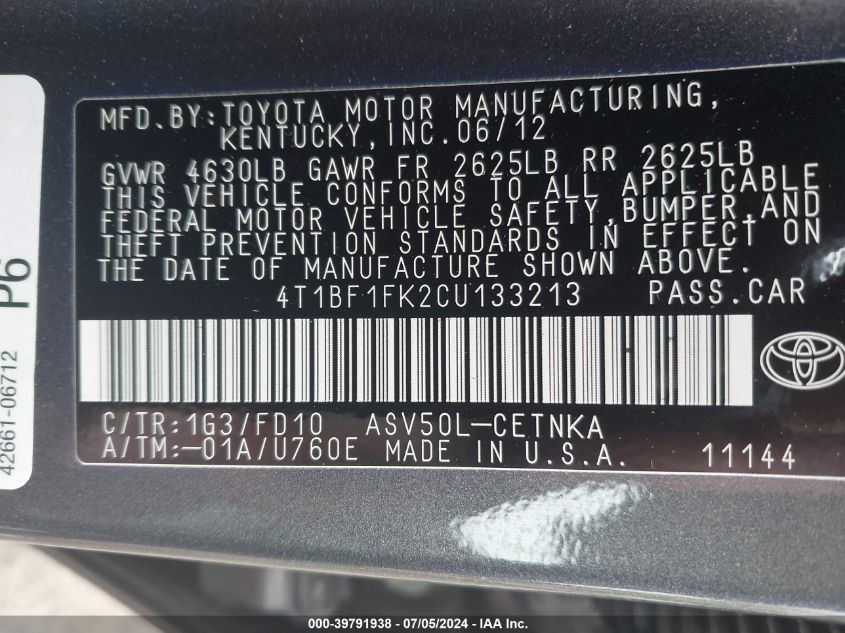 MFD.BY:TOYOTA MOTOR MANUFACTURING,
KENTUCKY,INC.06/12
GVWR 4630LB GAWR FR 2625LB RR 2625LB
THIS VEHICLE CONFORMS TO ALL APPLICABLE
FEDERAL MOTOR VEHICLE SAFETY,BUMPER,AND
THEFT PREVENTION STANDARDS IN EFFECT ON
THE DATE OF MANUFACTURE SHOWN ABOVE.
4T1BF1FK2CU133213 PASS.CAR
C/TR:1G3/FD10 ASV50L-CETNKA
A/TM:-01A/U760E MADE IN U.S.A. 11144
P6
42661-06712
000-39791938 - 07/05/2024 - IAA Inc.